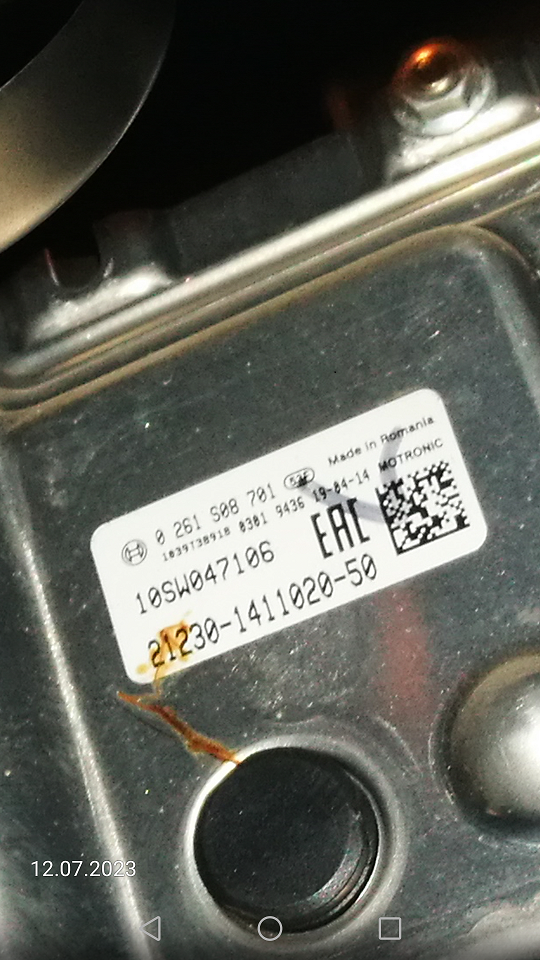 Made in Romania
0 261 S08 701 MOTRONIC
1039T38918 0301 9436 19-04-14
10SW047106 EAC
21230-1411020-50
12.07.2023